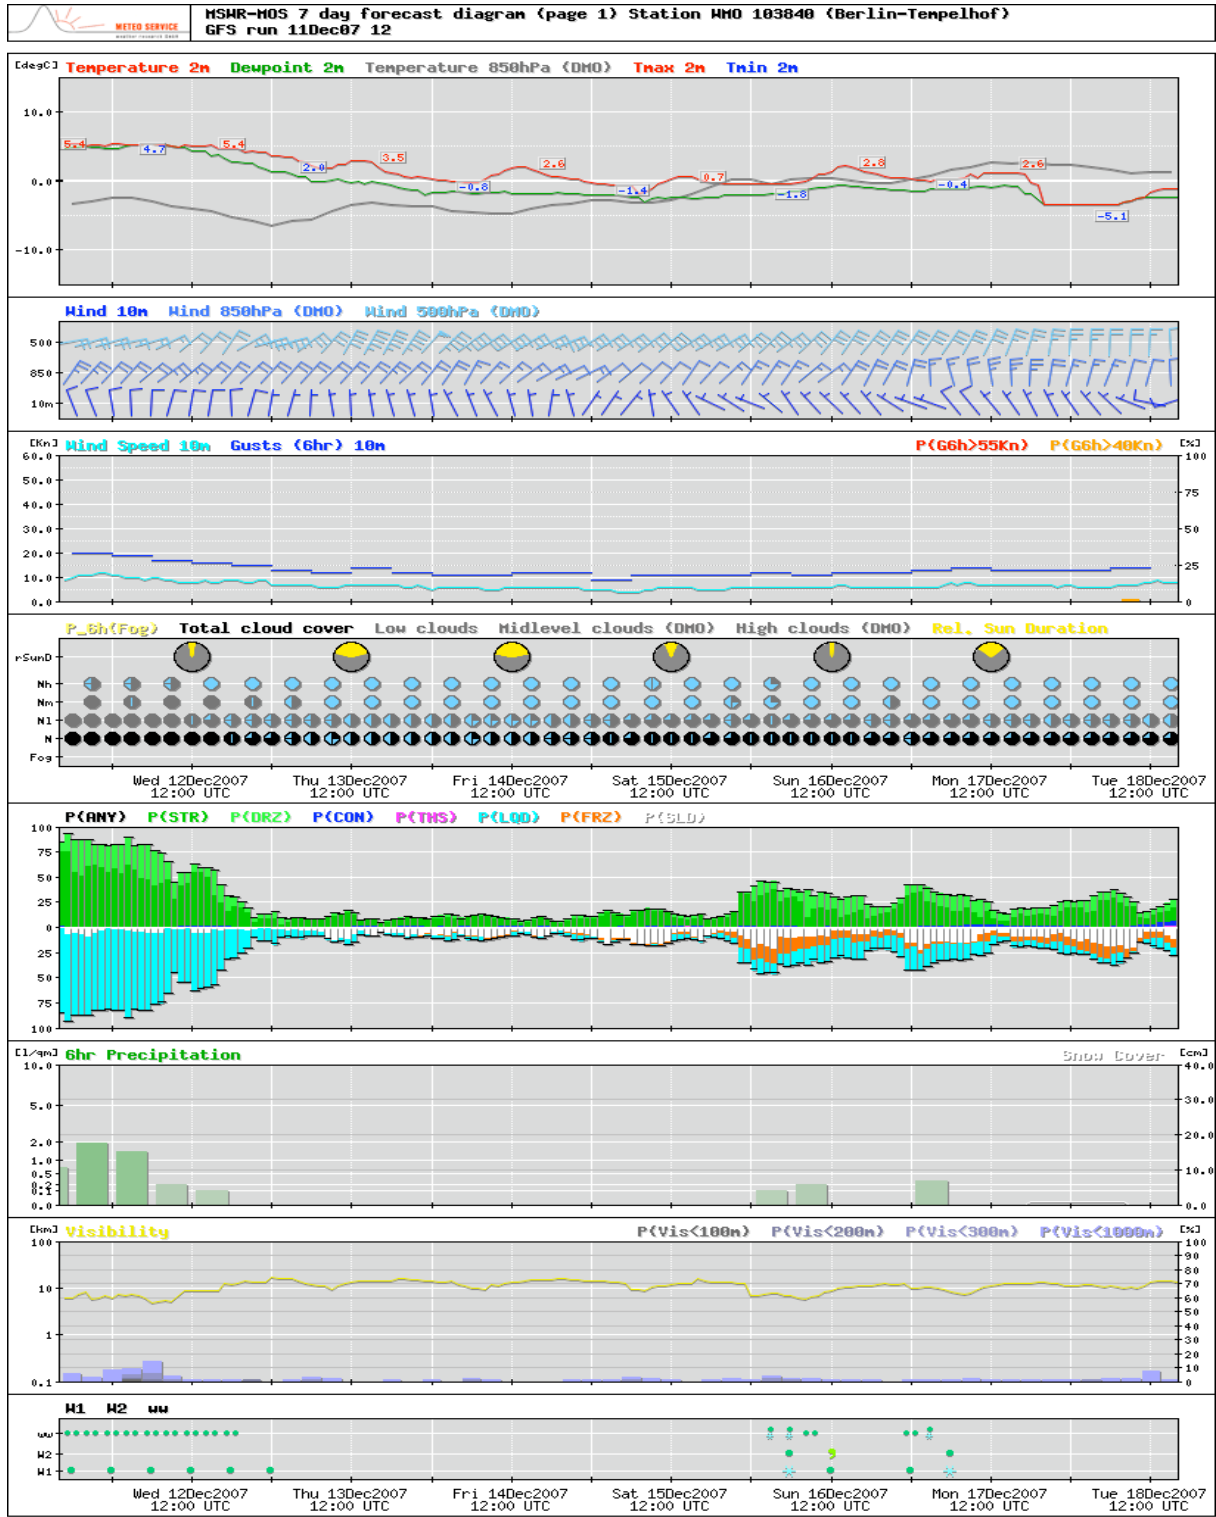 METEO SERVICE
weather research GmbH
MSWR-MOS 7 day forecast diagram (page 1) Station WMO 103840 (Berlin-Tempelhof)
GFS run 11Dec07 12
[degC] Temperature 2m Dewpoint 2m Temperature 850hPa (DMO) Tmax 2m Tmin 2m
10.0
5.4 4.7 5.4 2.0 3.5 -0.8 2.6 -1.4 0.7 -1.8 2.8 -0.4 2.6 -5.1
0.0
-10.0
Wind 10m Wind 850hPa (DMO) Wind 500hPa (DMO)
500
850
10m
[Kn] Wind Speed 10m Gusts (6hr) 10m P(G6h>55Kn) P(G6h>40Kn) [%]
60.0 100
50.0
75
40.0
30.0 50
20.0
25
10.0
0.0 0
P_6h(Fog) Total cloud cover Low clouds Midlevel clouds (DMO) High clouds (DMO) Rel. Sun Duration
rSunD
Nh
Nm
Nl
N
Fog
Wed 12Dec2007 Thu 13Dec2007 Fri 14Dec2007 Sat 15Dec2007 Sun 16Dec2007 Mon 17Dec2007 Tue 18Dec2007
12:00 UTC 12:00 UTC 12:00 UTC 12:00 UTC 12:00 UTC 12:00 UTC 12:00 UTC
P(ANY) P(STR) P(DRZ) P(CON) P(THS) P(LQD) P(FRZ) P(SLD)
100
75
50
25
0
25
50
75
100
[l/qm] 6hr Precipitation Snow Cover [cm]
10.0 40.0
30.0
5.0
2.0 20.0
1.0
0.5 10.0
0.2
0.1
0.0 0.0
[km] Visibility P(Vis<100m) P(Vis<200m) P(Vis<300m) P(Vis<1000m) [%]
100 100
90
80
10 70
60
50
40
1 30
20
10
0.1 0
W1 W2 ww
ww
W2
W1
Wed 12Dec2007 Thu 13Dec2007 Fri 14Dec2007 Sat 15Dec2007 Sun 16Dec2007 Mon 17Dec2007 Tue 18Dec2007
12:00 UTC 12:00 UTC 12:00 UTC 12:00 UTC 12:00 UTC 12:00 UTC 12:00 UTC